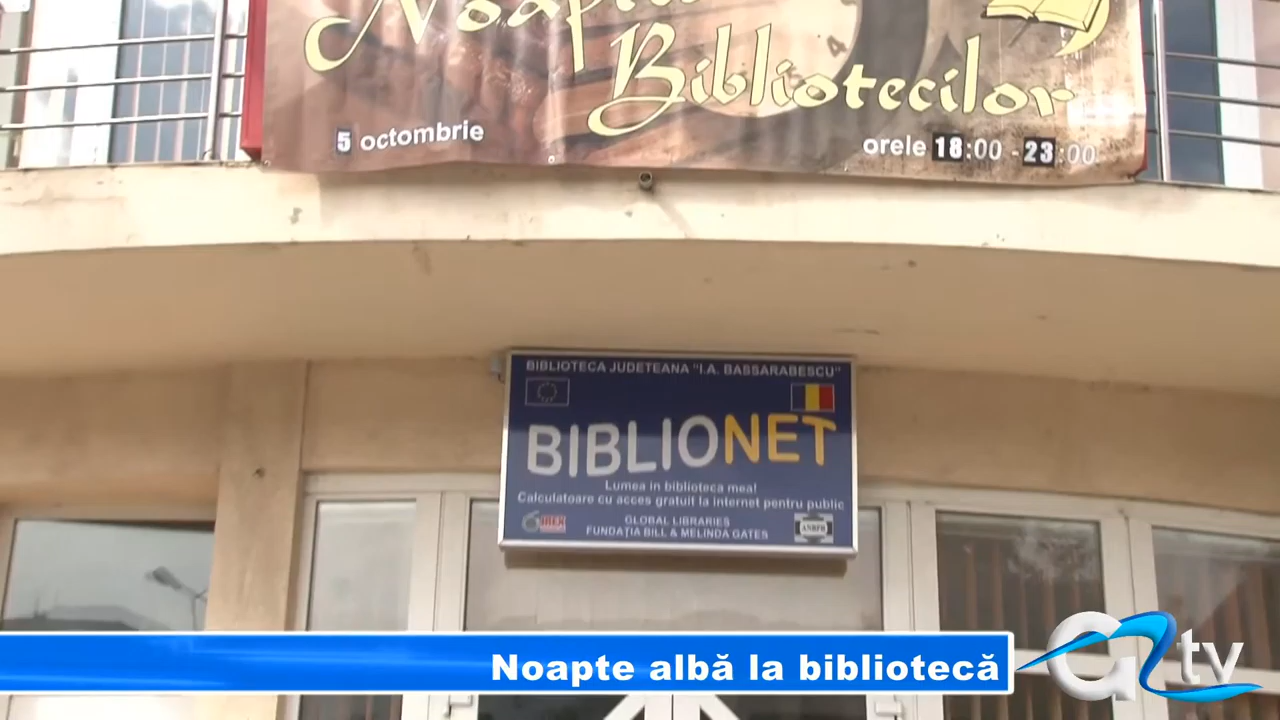 Noaptea
Bibliotecilor
5 octombrie
orele 18:00 - 23:00
BIBLIOTECA JUDETEANA "I.A. BASSARABESCU"
BIBLIONET
Lumea in biblioteca mea!
Calculatoare cu acces gratuit la internet pentru public
IREX
GLOBAL LIBRARIES
FUNDAȚIA BILL & MELINDA GATES
ANBPR
Noapte albă la bibliotecă
tv